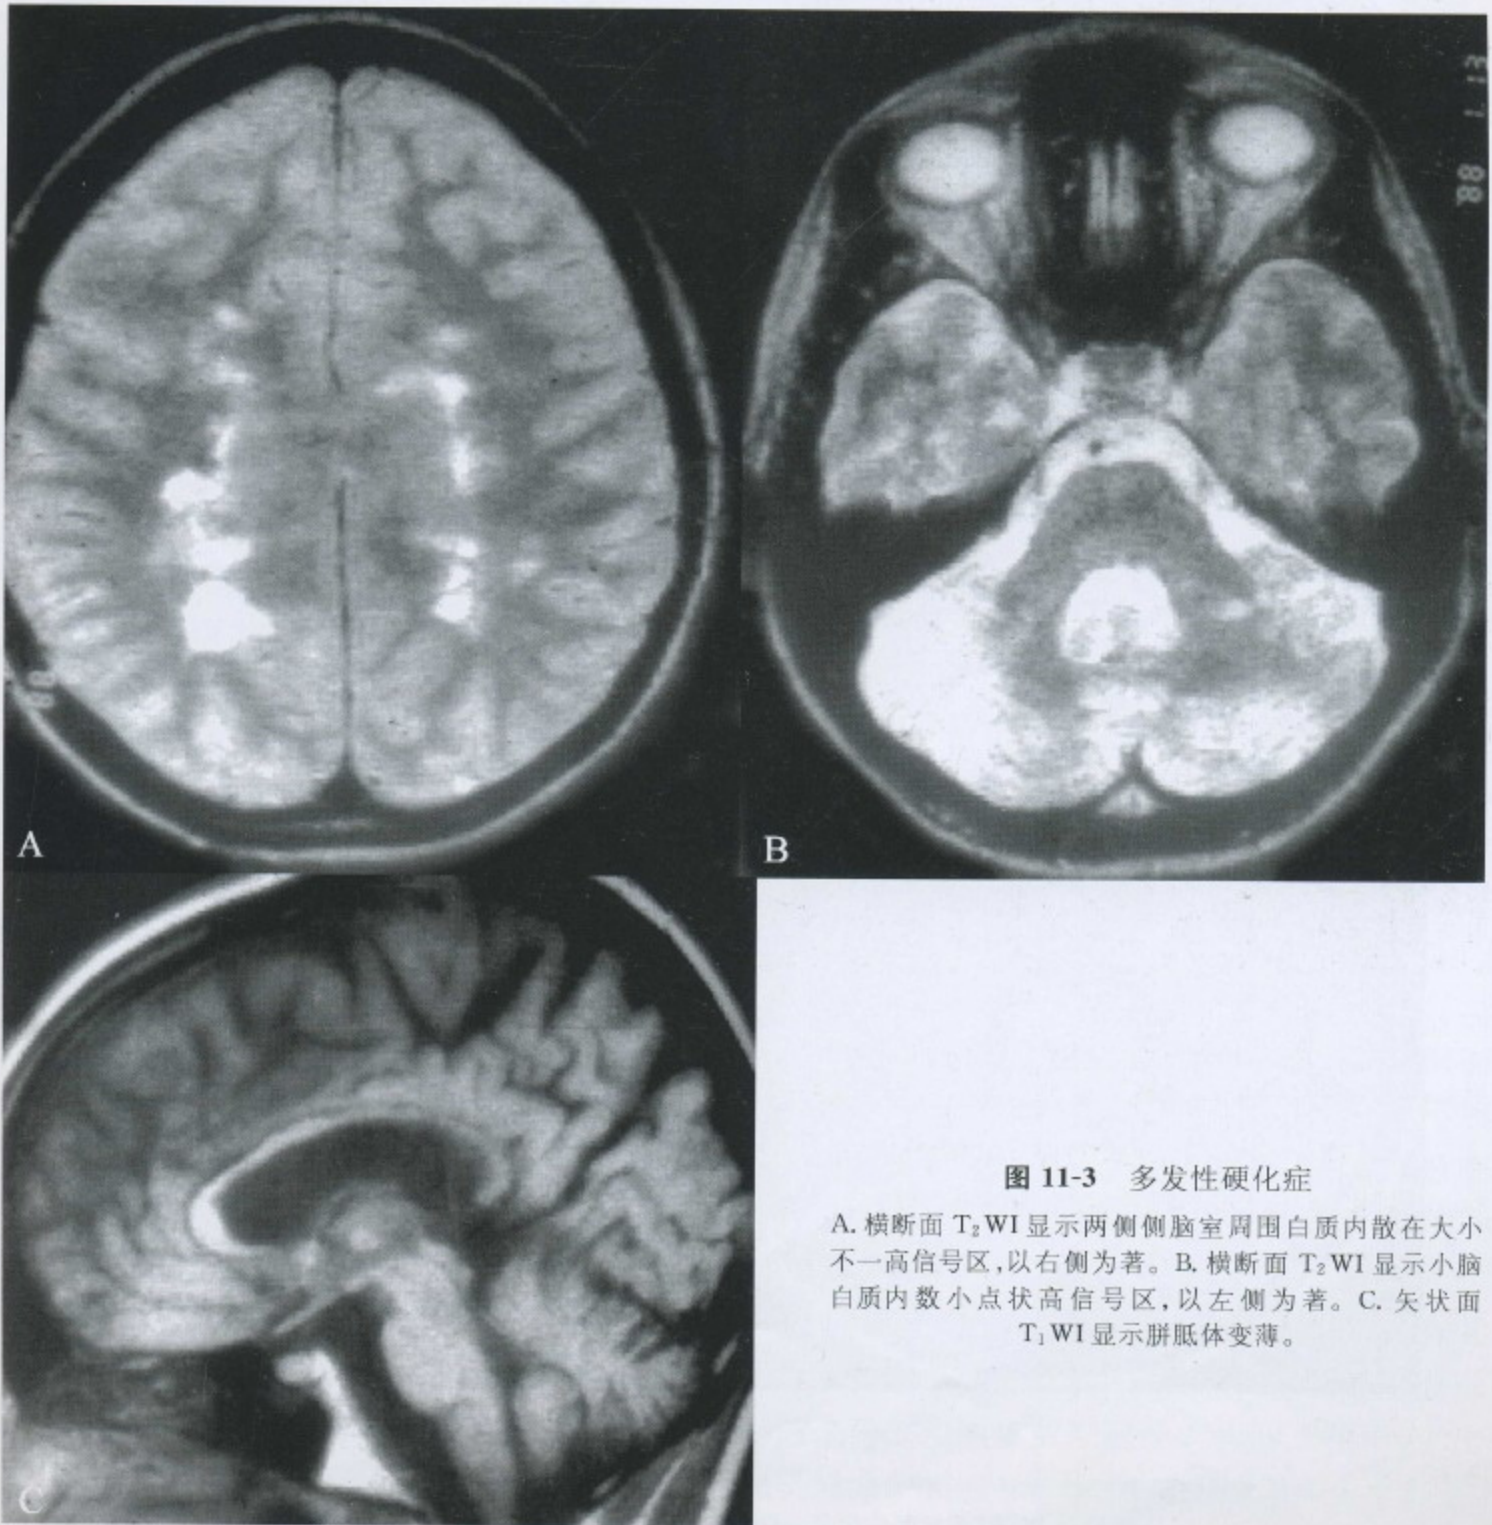 A
B
C
图 11-3 多发性硬化症
A. 横断面 T₂WI 显示两侧侧脑室周围白质内散在大小
不一高信号区,以右侧为著。B. 横断面 T₂WI 显示小脑
白质内数小点状高信号区,以左侧为著。C. 矢状面
T₁WI 显示胼胝体变薄。